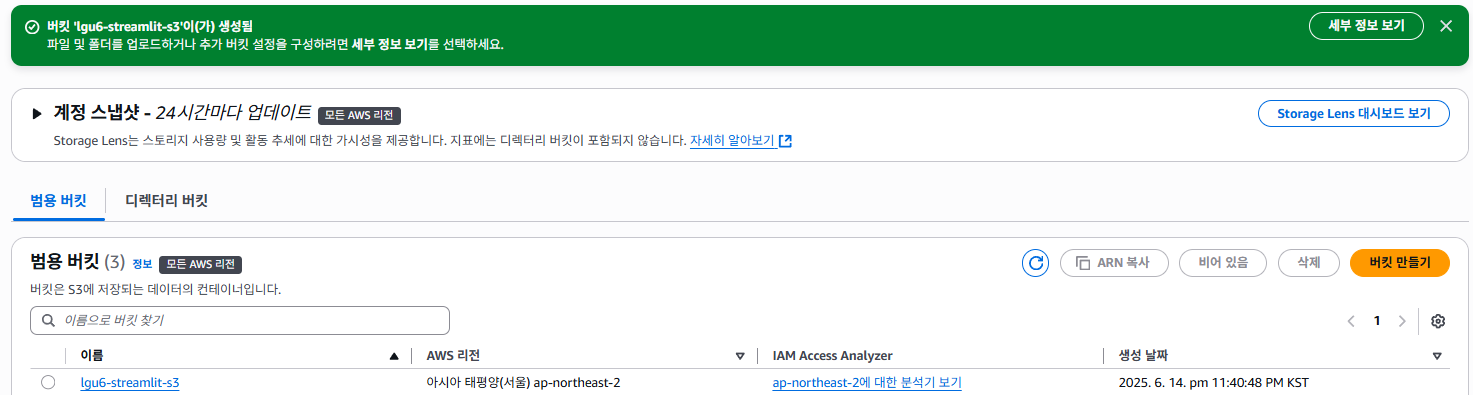 버킷 'lgu6-streamlit-s3'이(가) 생성됨
파일 및 폴더를 업로드하거나 추가 버킷 설정을 구성하려면 세부 정보 보기를 선택하세요.
세부 정보 보기
계정 스냅샷 - 24시간마다 업데이트 모든 AWS 리전
Storage Lens 대시보드 보기
Storage Lens는 스토리지 사용량 및 활동 추세에 대한 가시성을 제공합니다. 지표에는 디렉터리 버킷이 포함되지 않습니다. 자세히 알아보기
범용 버킷 디렉터리 버킷
범용 버킷 (3) 정보 모든 AWS 리전
ARN 복사 비어 있음 삭제 버킷 만들기
버킷은 S3에 저장되는 데이터의 컨테이너입니다.
이름으로 버킷 찾기
1
이름 AWS 리전 IAM Access Analyzer 생성 날짜
lgu6-streamlit-s3 아시아 태평양(서울) ap-northeast-2 ap-northeast-2에 대한 분석기 보기 2025. 6. 14. pm 11:40:48 PM KST